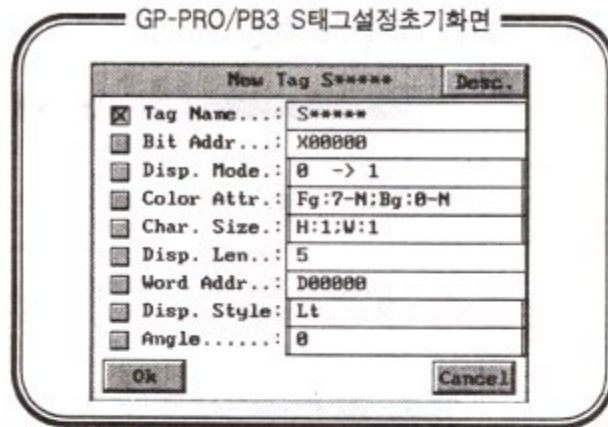 GP-PRO/PB3 S태그설정초기화면
New Tag S***** Desc.
Tag Name...: S*****
Bit Addr...: X00000
Disp. Mode.: 0 -> 1
Color Attr.: Fg:7-N;Bg:0-N
Char. Size.: H:1;W:1
Disp. Len..: 5
Word Addr..: D00000
Disp. Style: Lt
Angle......: 0
Ok Cancel